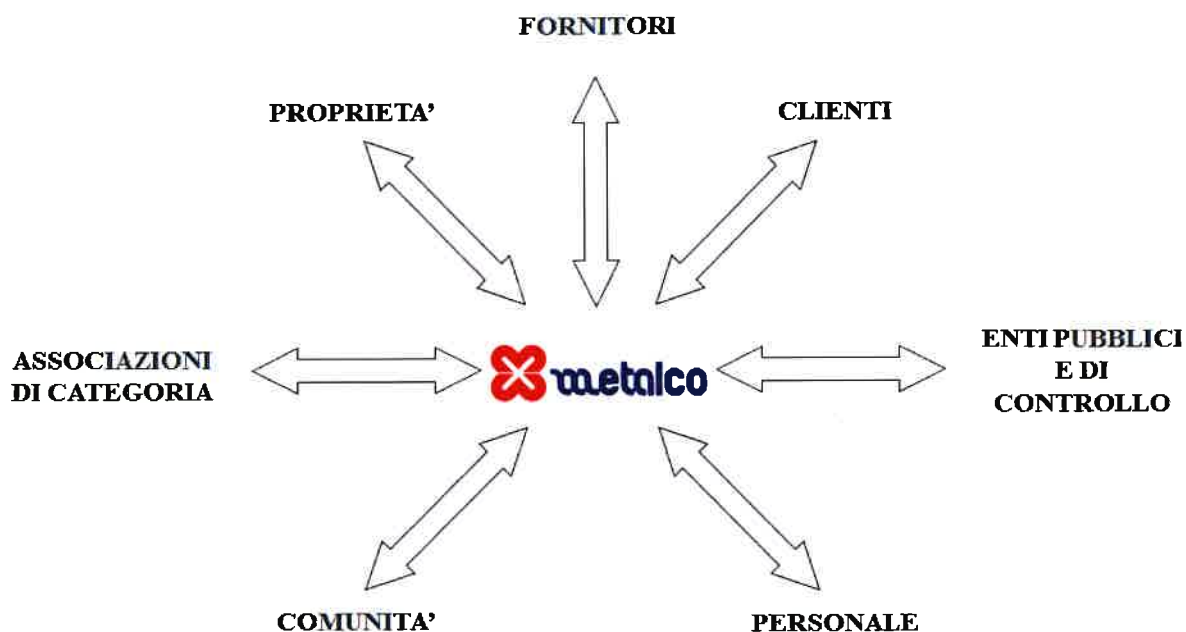 FORNITORI
PROPRIETA’
CLIENTI
ASSOCIAZIONI
DI CATEGORIA
metalco
ENTI PUBBLICI
E DI
CONTROLLO
COMUNITA’
PERSONALE